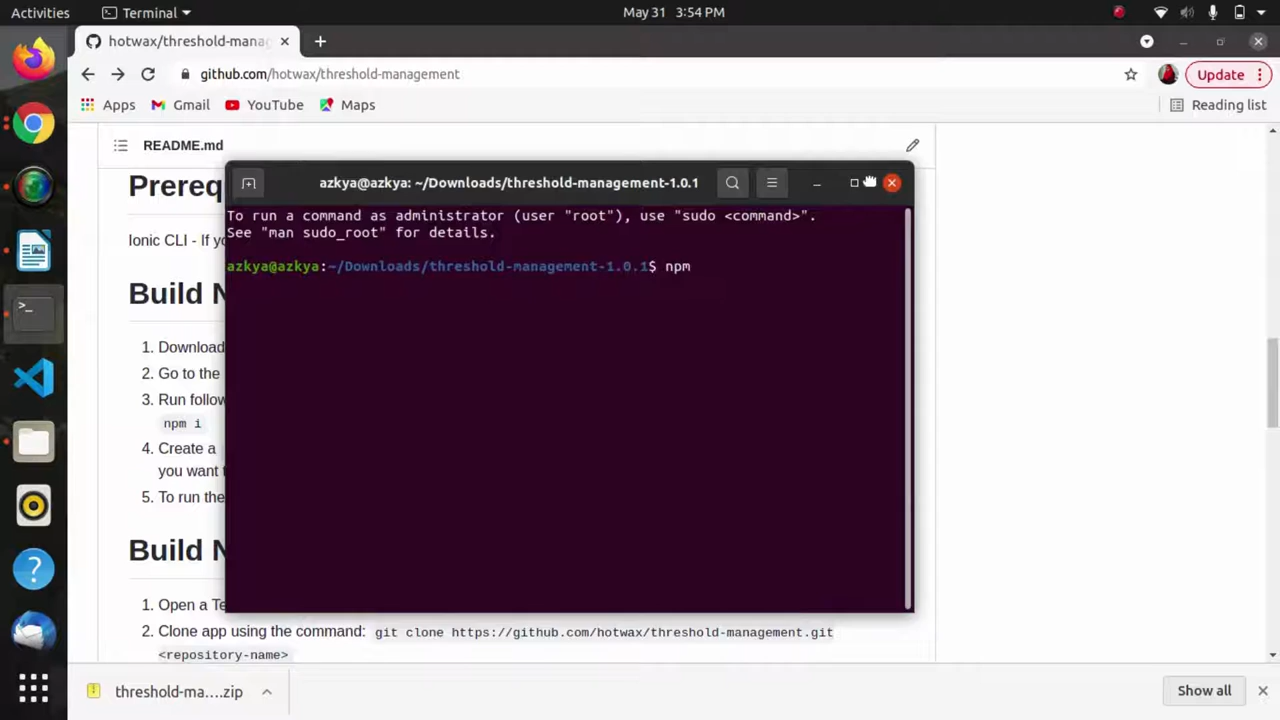 Activities
Terminal
May 31 3:54 PM
hotwax/threshold-mana
github.com/hotwax/threshold-management
Update
Apps
Gmail
YouTube
Maps
Reading list
README.md
Prereq
Ionic CLI - If yo
Build N
1. Download
2. Go to the
3. Run follow
npm i
4. Create a
you want t
5. To run the
Build N
1. Open a Te
2. Clone app using the command: git clone https://github.com/hotwax/threshold-management.git
<repository-name>
azkya@azkya: ~/Downloads/threshold-management-1.0.1
To run a command as administrator (user "root"), use "sudo <command>".
See "man sudo_root" for details.
azkya@azkya:~/Downloads/threshold-management-1.0.1$ npm
threshold-ma....zip
Show all